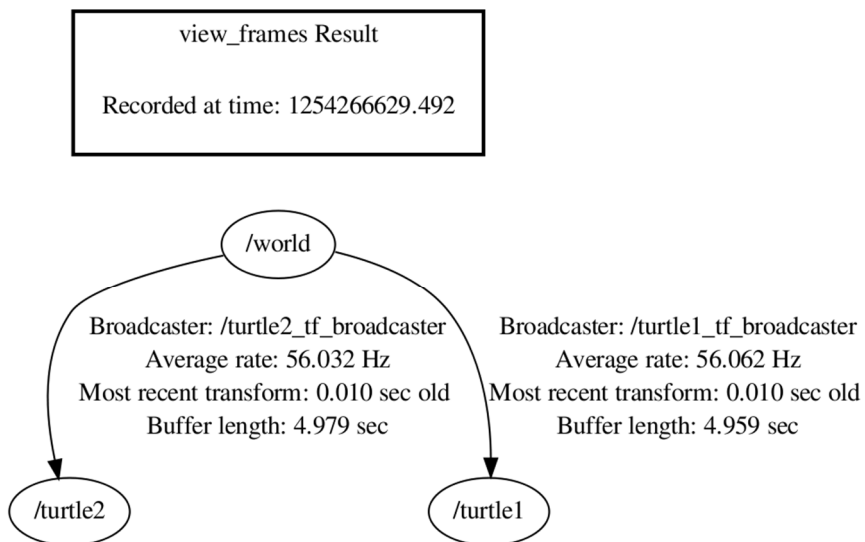 view_frames Result
Recorded at time: 1254266629.492
/world
Broadcaster: /turtle2_tf_broadcaster
Average rate: 56.032 Hz
Most recent transform: 0.010 sec old
Buffer length: 4.979 sec
Broadcaster: /turtle1_tf_broadcaster
Average rate: 56.062 Hz
Most recent transform: 0.010 sec old
Buffer length: 4.959 sec
/turtle2
/turtle1